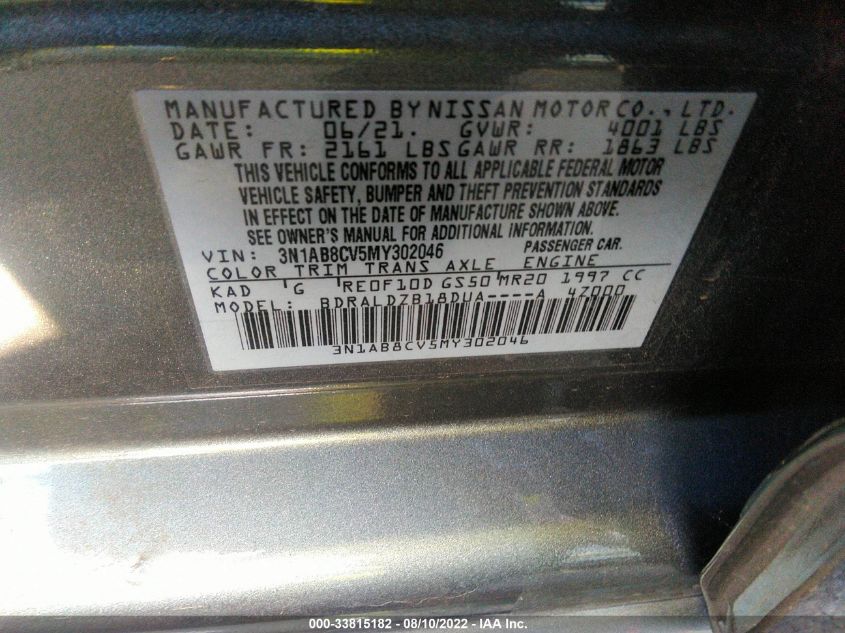 MANUFACTURED BY NISSAN MOTOR CO., LTD.
DATE: 06/21. GVWR: 4001 LBS
GAWR FR: 2161 LBS GAWR RR: 1863 LBS
THIS VEHICLE CONFORMS TO ALL APPLICABLE FEDERAL MOTOR
VEHICLE SAFETY, BUMPER AND THEFT PREVENTION STANDARDS
IN EFFECT ON THE DATE OF MANUFACTURE SHOWN ABOVE.
SEE OWNER'S MANUAL FOR ADDITIONAL INFORMATION.
VIN: 3N1AB8CV5MY302046 PASSENGER CAR.
COLOR TRIM TRANS AXLE ENGINE
KAD G RE0F10D GS50 MR20 1997 CC
MODEL: BDRALDZB18DUA----A 47000
3N1AB8CV5MY302046
000-33815182 - 08/10/2022 - IAA Inc.